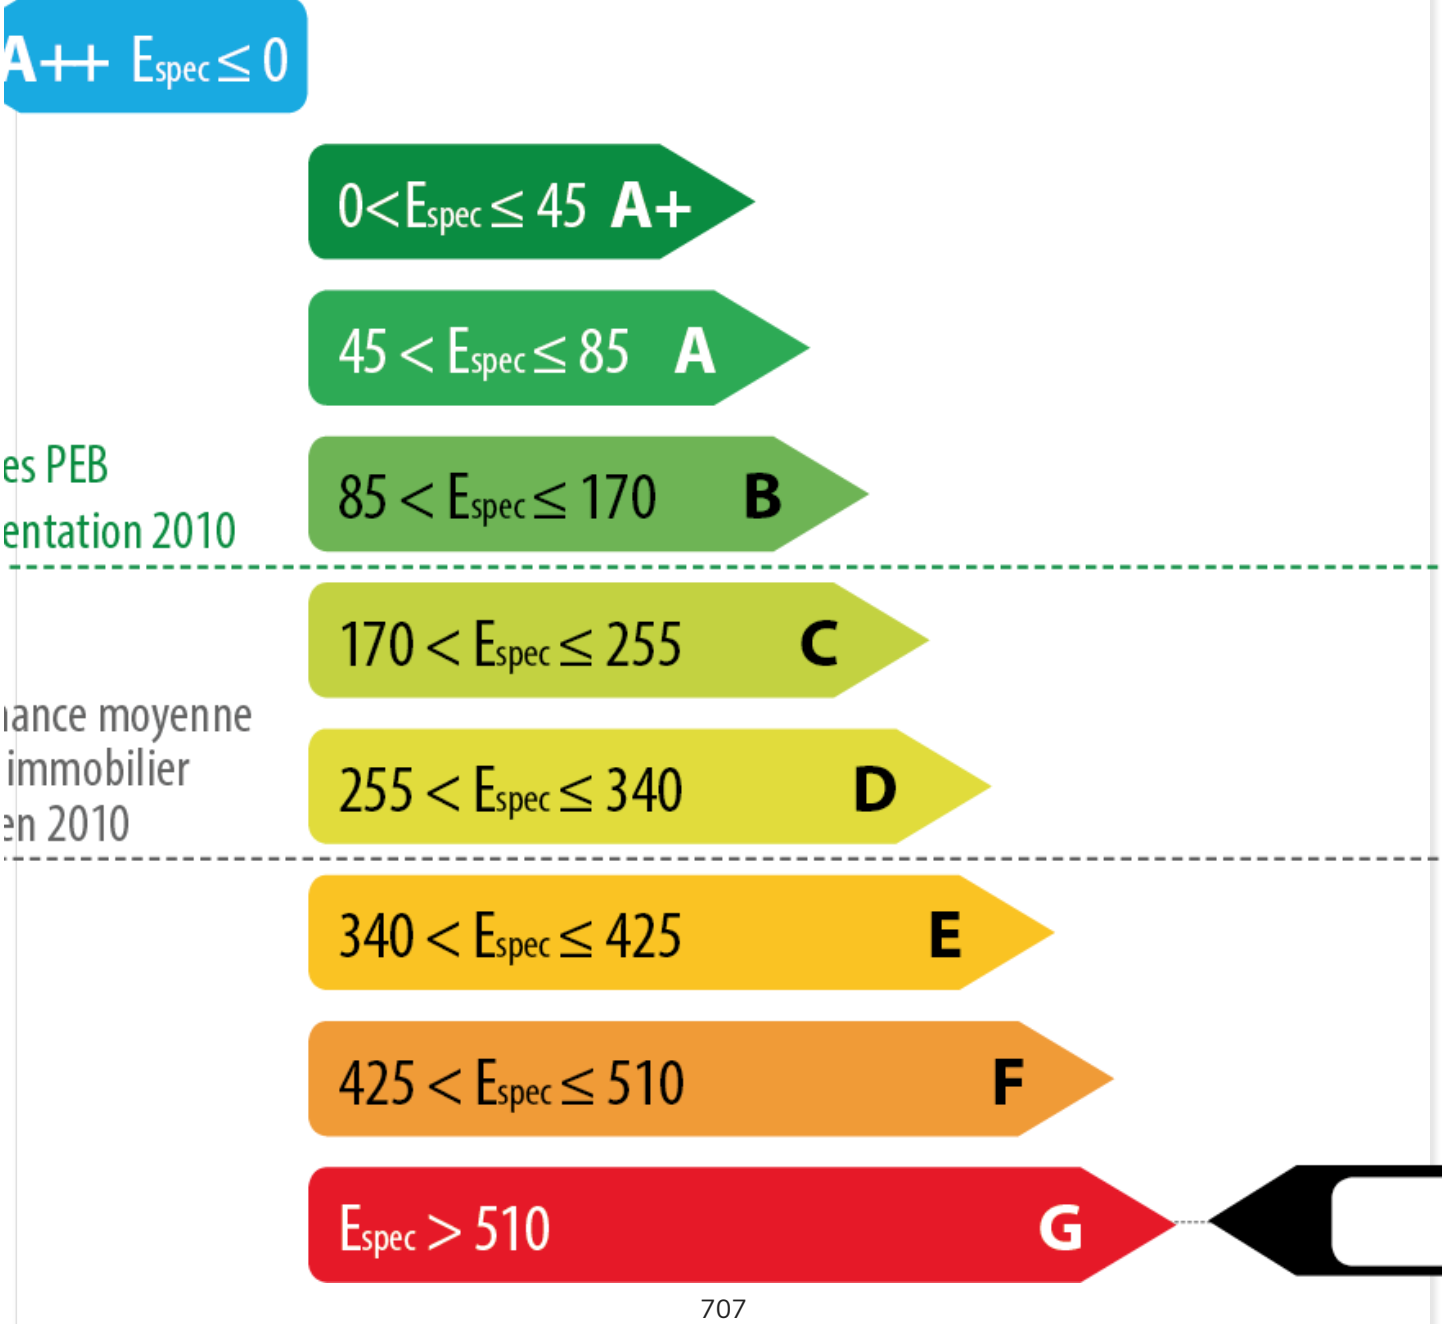 A++ Espec ≤ 0
0<Espec ≤ 45 A+
45 < Espec ≤ 85 A
es PEB
85 < Espec ≤ 170 B
entation 2010
170 < Espec ≤ 255 C
ance moyenne
immobilier
255 < Espec ≤ 340 D
en 2010
340 < Espec ≤ 425 E
425 < Espec ≤ 510 F
Espec > 510 G
707